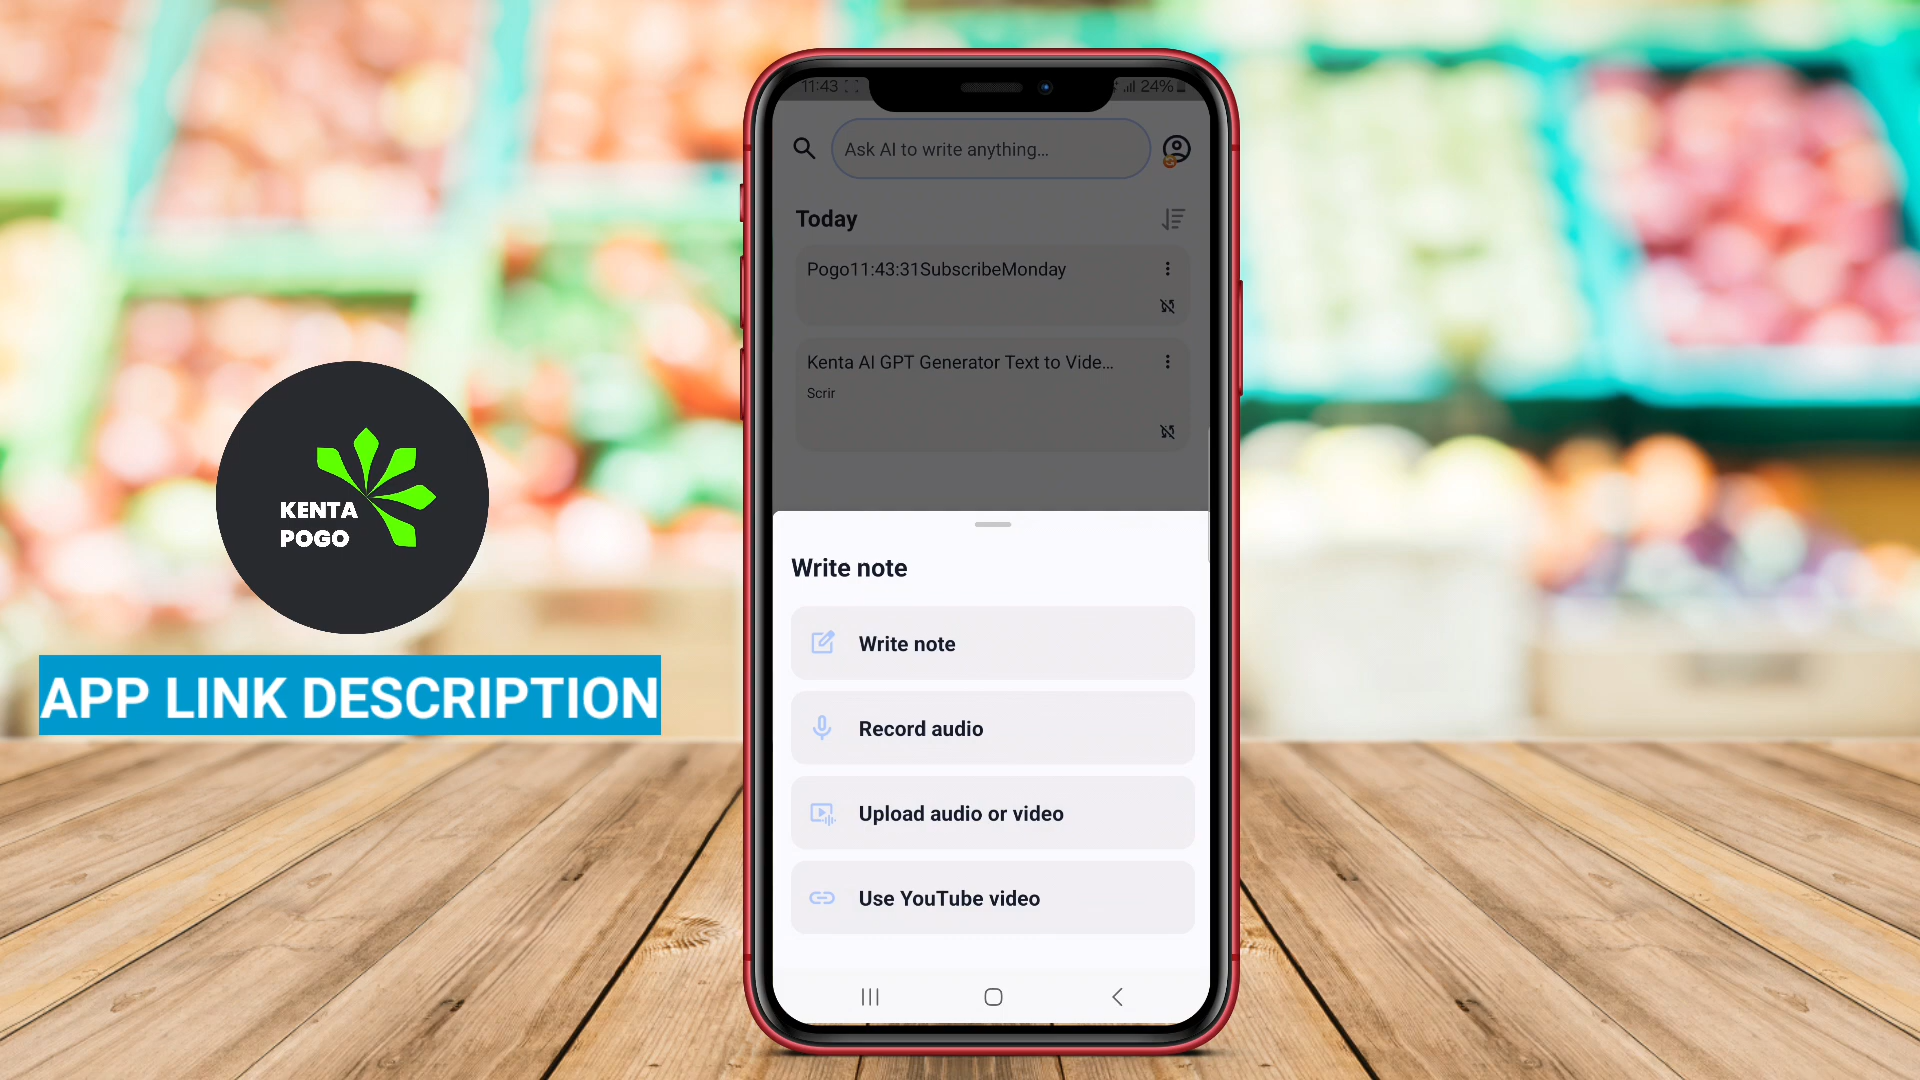 11:43
24%
Ask AI to write anything...
Today
Pogo11:43:31SubscribeMonday
Kenta AI GPT Generator Text to Vide...
Scrir
KENTA
POGO
APP LINK DESCRIPTION
Write note
Write note
Record audio
Upload audio or video
Use YouTube video